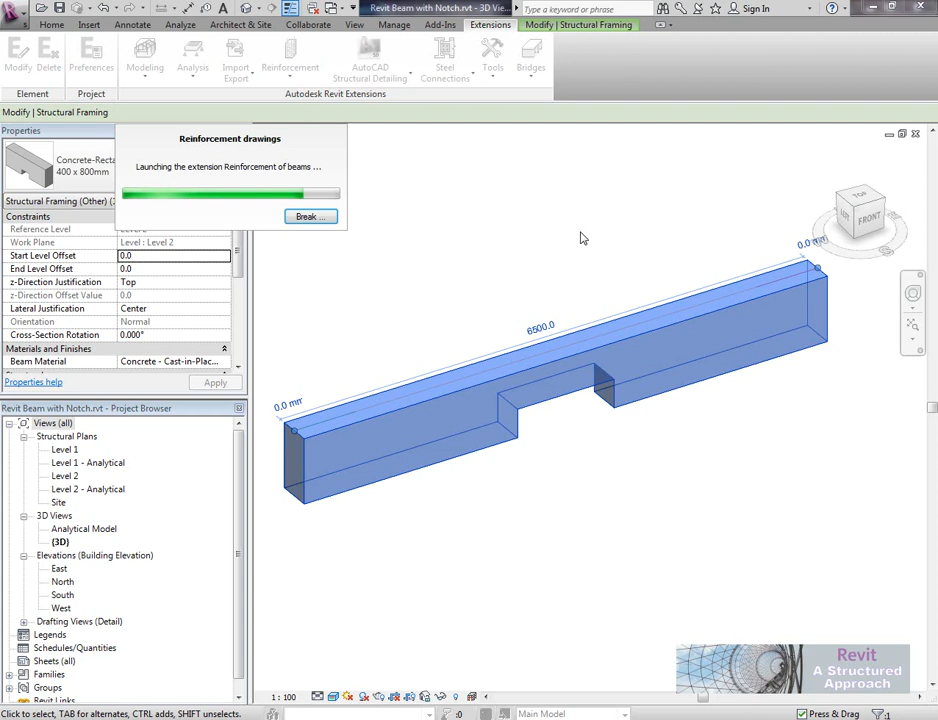 Revit Beam with Notch.rvt - 3D Vie...
Type a keyword or phrase
Sign In
Home
Insert
Annotate
Analyze
Architect & Site
Collaborate
View
Manage
Add-Ins
Extensions
Modify | Structural Framing
Modify
Delete
Preferences
Modeling
Analysis
Import
Export
Reinforcement
AutoCAD
Structural Detailing
Steel
Connections
Tools
Bridges
Element
Project
Autodesk Revit Extensions
Modify | Structural Framing
Properties
Reinforcement drawings
Launching the extension Reinforcement of beams ...
Break ...
Concrete-Recta
400 x 800mm
Structural Framing (Other) (
Constraints
Reference Level
Work Plane Level : Level 2
Start Level Offset 0.0
End Level Offset 0.0
z-Direction Justification Top
z-Direction Offset Value 0.0
Lateral Justification Center
Orientation Normal
Cross-Section Rotation 0.000°
Materials and Finishes
Beam Material Concrete - Cast-in-Plac...
Properties help
Apply
Revit Beam with Notch.rvt - Project Browser
Views (all)
Structural Plans
Level 1
Level 1 - Analytical
Level 2
Level 2 - Analytical
Site
3D Views
Analytical Model
{3D}
Elevations (Building Elevation)
East
North
South
West
Drafting Views (Detail)
Legends
Schedules/Quantities
Sheets (all)
Families
Groups
Revit Links
TOP
FRONT
0.0 mm
6500.0
0.0 mm
Revit
A Structured
Approach
1 : 100
Click to select, TAB for alternates, CTRL adds, SHIFT unselects.
:0
Main Model
Press & Drag
:1